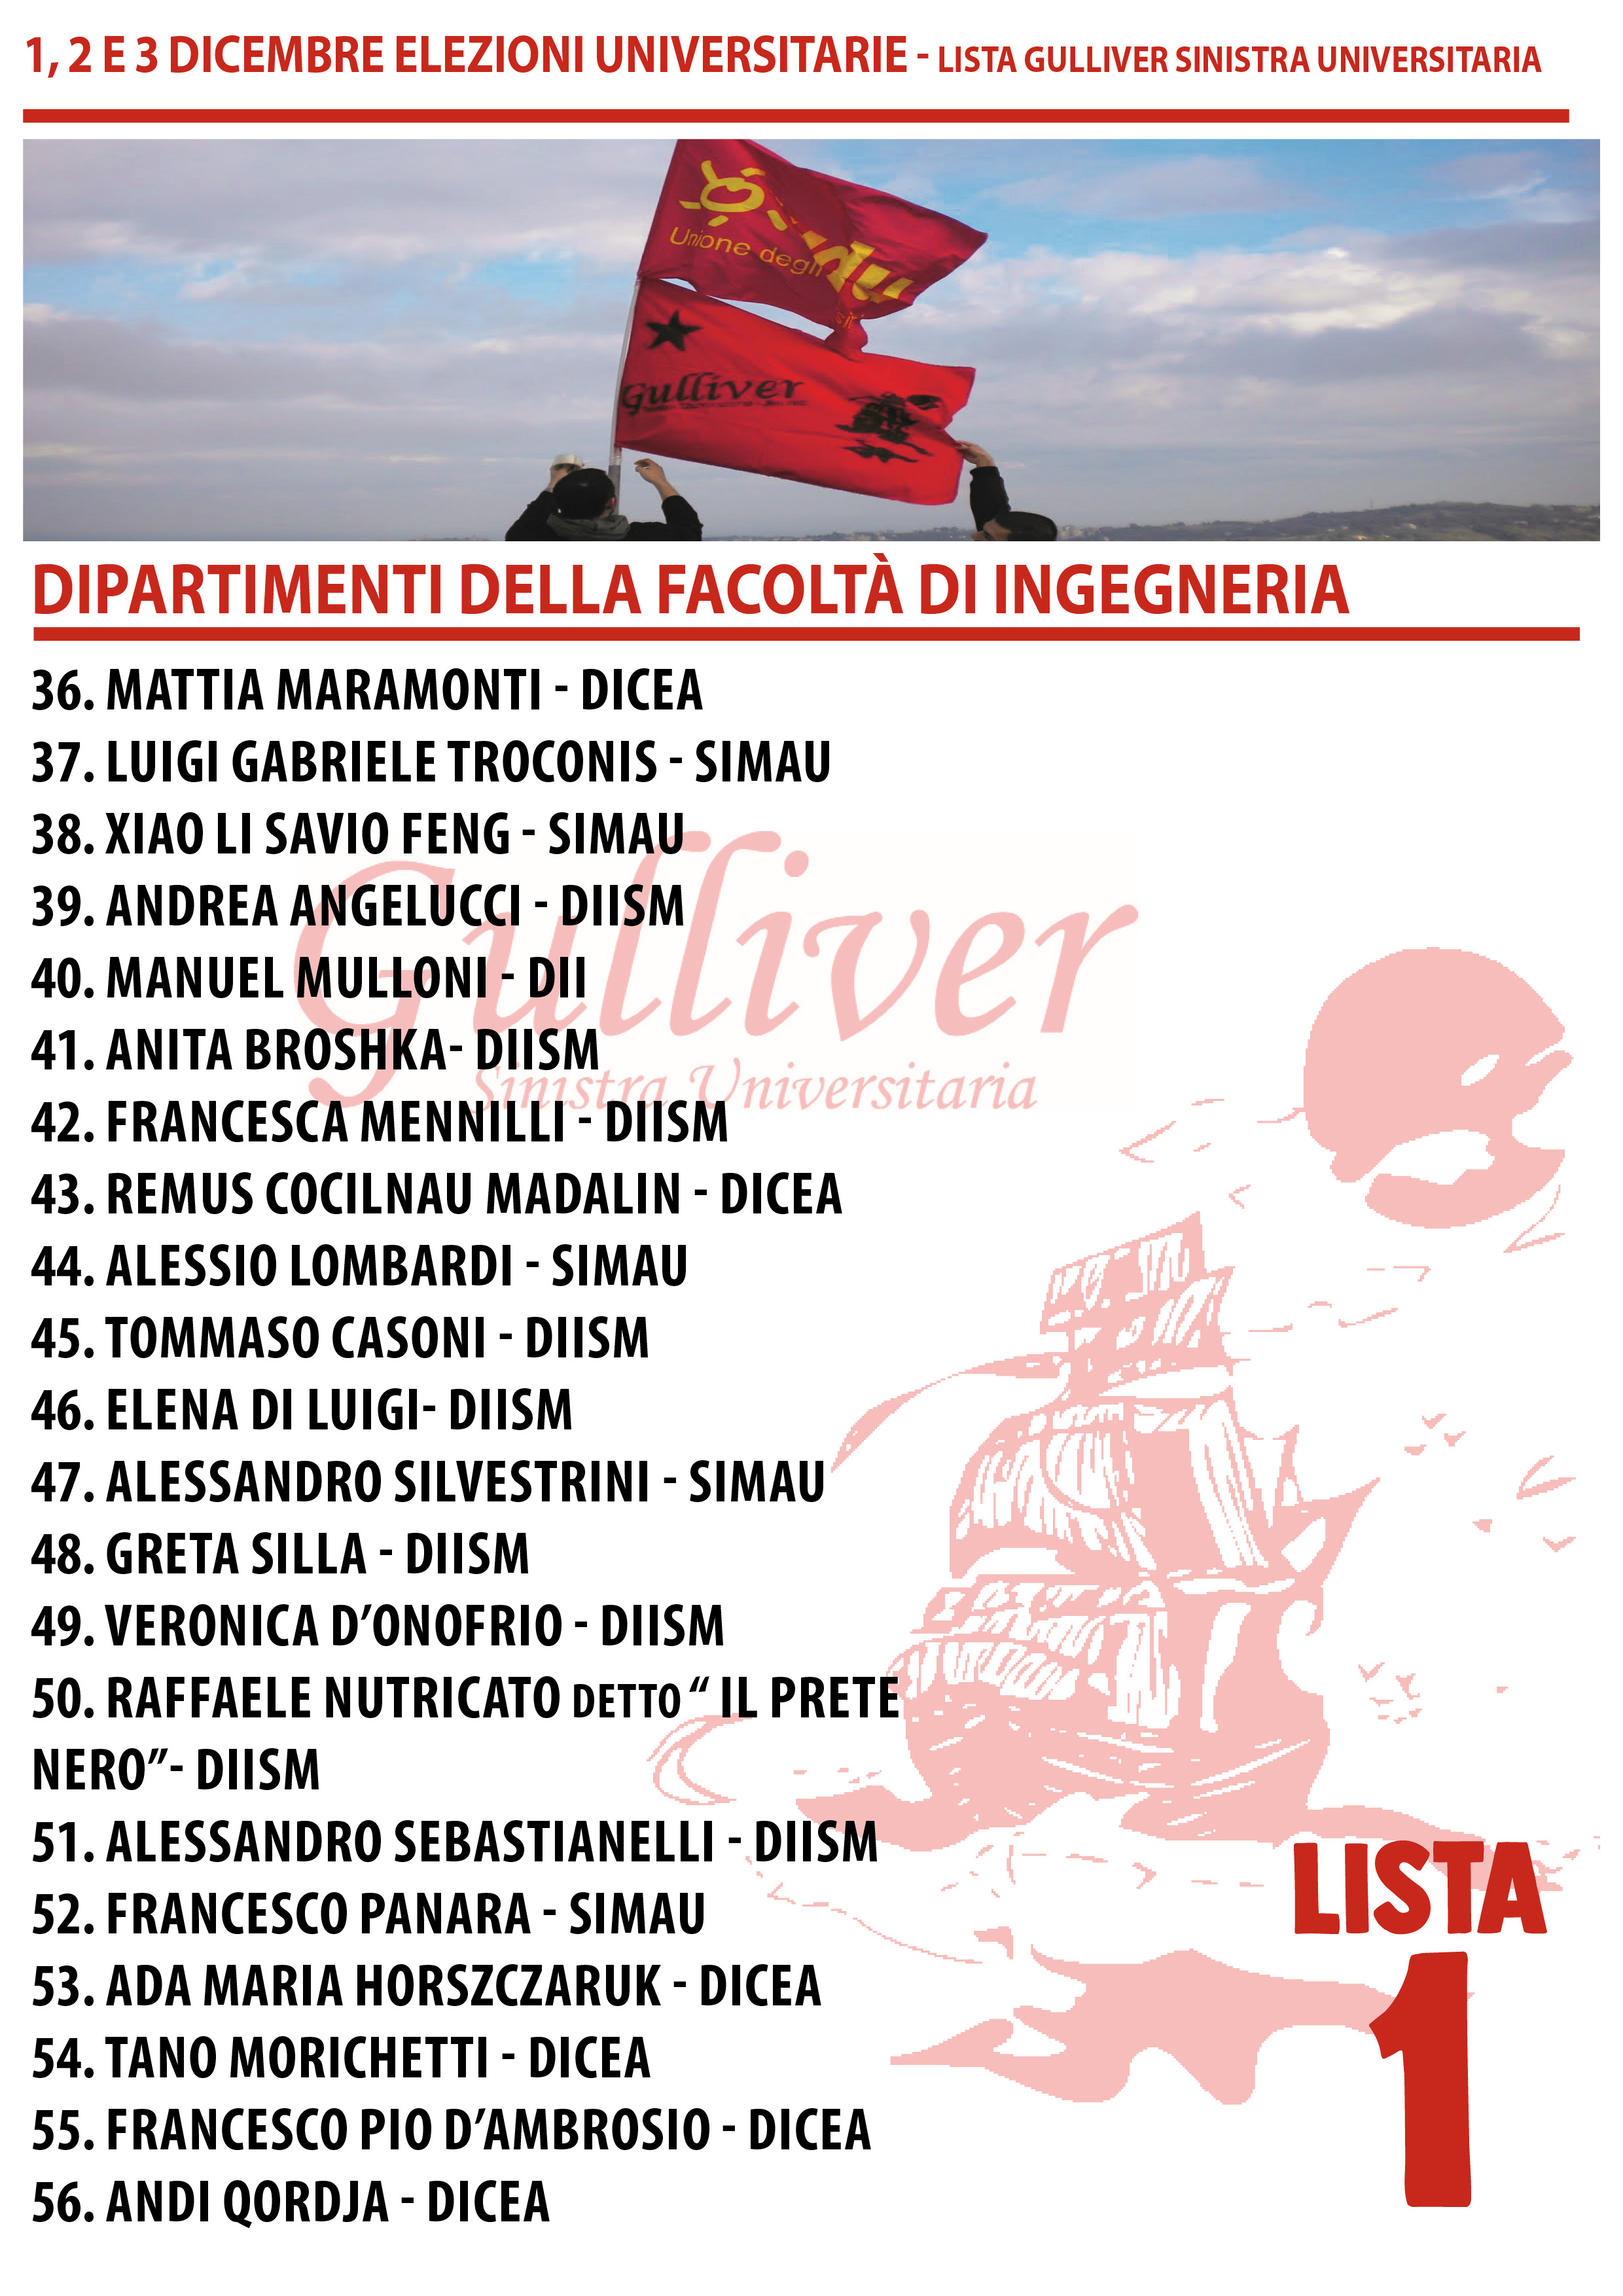 1, 2 E 3 DICEMBRE ELEZIONI UNIVERSITARIE - LISTA GULLIVER SINISTRA UNIVERSITARIA
Unione degli
Gulliver
DIPARTIMENTI DELLA FACOLTÀ DI INGEGNERIA
36. MATTIA MARAMONTI - DICEA
37. LUIGI GABRIELE TROCONIS - SIMAU
38. XIAO LI SAVIO FENG - SIMAU
39. ANDREA ANGELUCCI - DIISM
40. MANUEL MULLONI - DII
41. ANITA BROSHKA- DIISM
42. FRANCESCA MENNILLI - DIISM
43. REMUS COCILNAU MADALIN - DICEA
44. ALESSIO LOMBARDI - SIMAU
45. TOMMASO CASONI - DIISM
46. ELENA DI LUIGI- DIISM
47. ALESSANDRO SILVESTRINI - SIMAU
48. GRETA SILLA - DIISM
49. VERONICA D’ONOFRIO - DIISM
50. RAFFAELE NUTRICATO DETTO “ IL PRETE
NERO”- DIISM
51. ALESSANDRO SEBASTIANELLI - DIISM
52. FRANCESCO PANARA - SIMAU
53. ADA MARIA HORSZCZARUK - DICEA
54. TANO MORICHETTI - DICEA
55. FRANCESCO PIO D’AMBROSIO - DICEA
56. ANDI QORDJA - DICEA
Gulliver
Sinistra Universitaria
LISTA
1